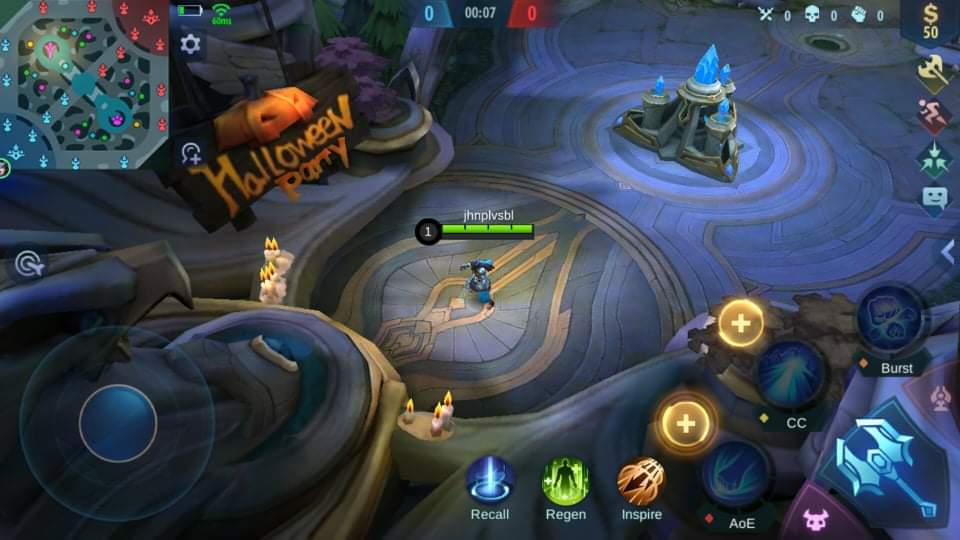 60ms
0
00:07
0
0
0
0
$
50
Halloween
Party
jhnplvsbl
1
Burst
CC
AoE
Recall
Regen
Inspire